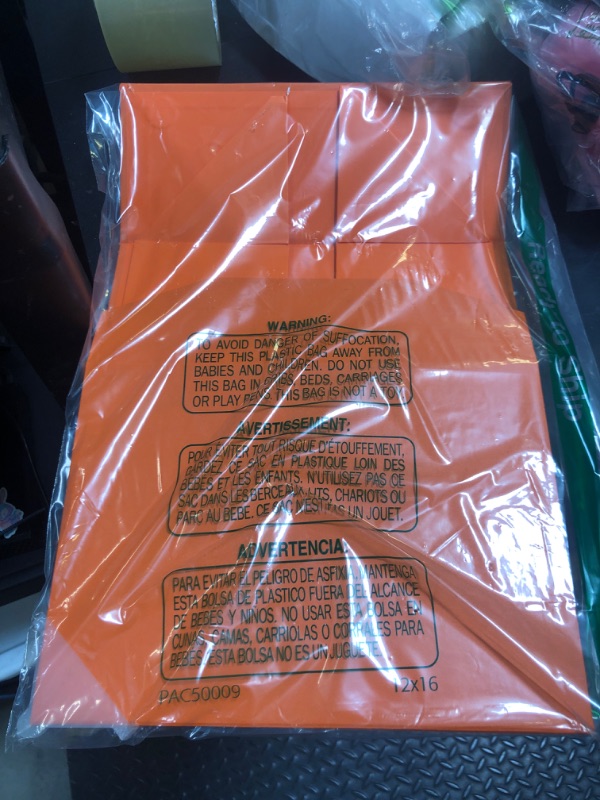 WARNING:
TO AVOID DANGER OF SUFFOCATION,
KEEP THIS PLASTIC BAG AWAY FROM
BABIES AND CHILDREN. DO NOT USE
THIS BAG IN CRIBS, BEDS, CARRIAGES
OR PLAY PENS. THIS BAG IS NOT A TOY.
AVERTISSEMENT:
POUR ÉVITER TOUT RISQUE D'ÉTOUFFEMENT,
GARDEZ CE SAC EN PLASTIQUE LOIN DES
BÉBÉS ET LES ENFANTS. N'UTILISEZ PAS CE
SAC DANS LES BERCEAUX, LITS, CHARIOTS OU
PARC AU BEBE. CE SAC N'EST PAS UN JOUET.
ADVERTENCIA:
PARA EVITAR EL PELIGRO DE ASFIXIA, MANTENGA
ESTA BOLSA DE PLASTICO FUERA DEL ALCANCE
DE BEBES Y NIÑOS. NO USAR ESTA BOLSA EN
CUNAS, CAMAS, CARRIOLAS O CORRALES PARA
BEBES. ESTA BOLSA NO ES UN JUGUETE.
PAC50009 12x16
Ready to Ship